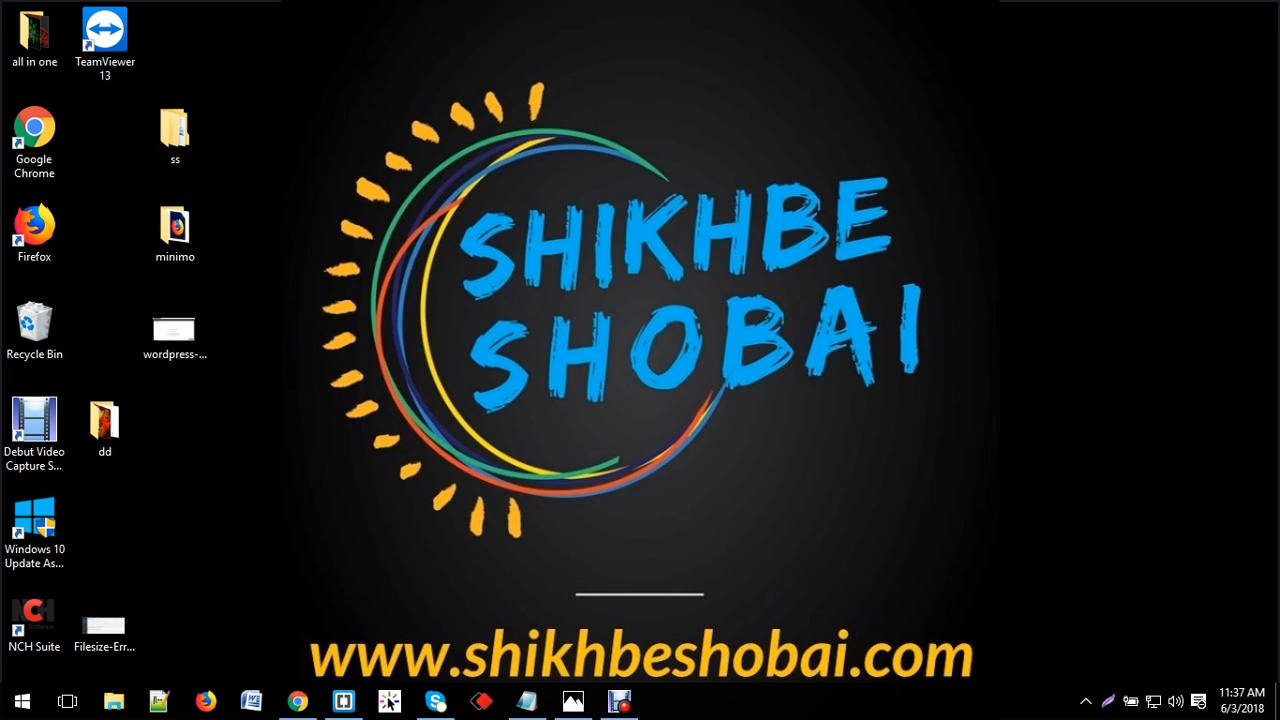 all in one
TeamViewer
13
Google
Chrome
ss
Firefox
minimo
Recycle Bin
wordpress-...
Debut Video
Capture S...
dd
Windows 10
Update As...
NCH
NCH Suite
Filesize-Err...
SHIKHBE
SHOBAI
www.shikhbeshobai.com
11:37 AM
6/3/2018